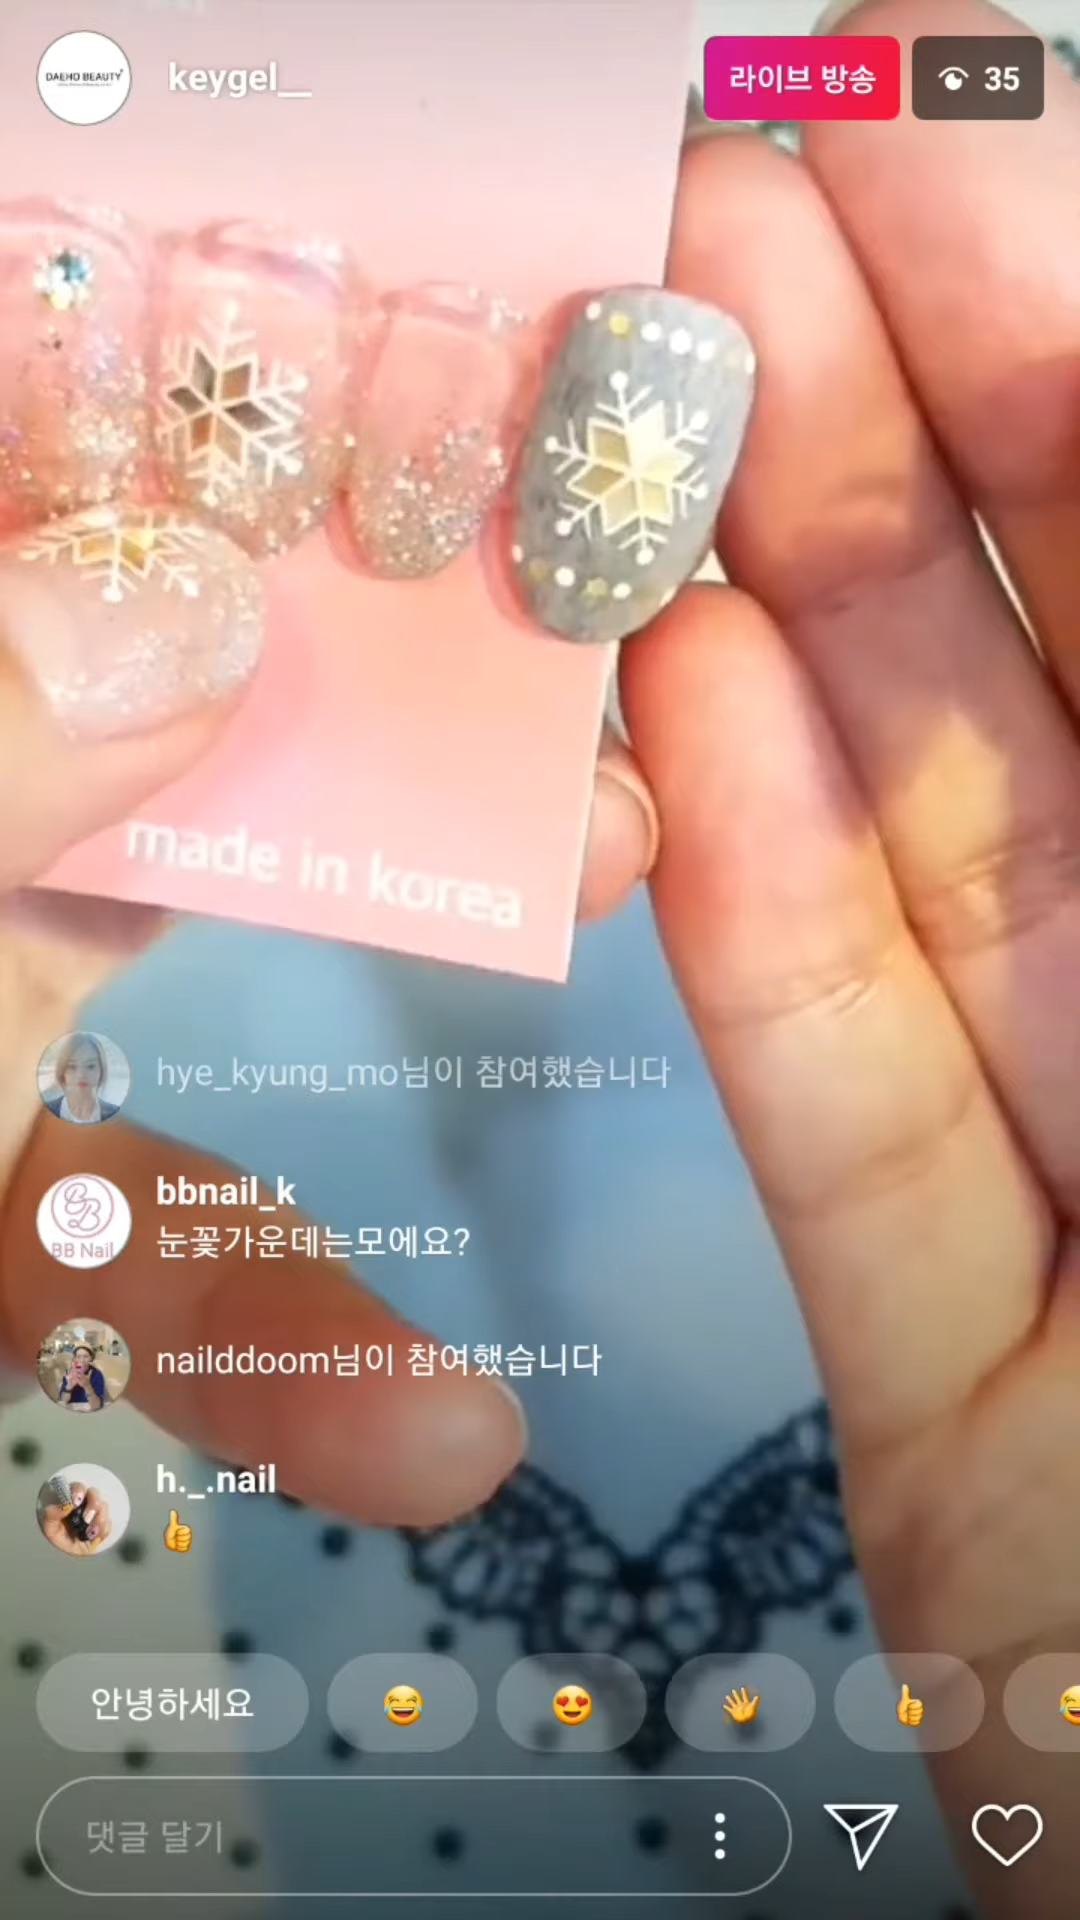 DAEHO BEAUTY
keygel__
라이브 방송
35
made in korea
hye_kyung_mo님이 참여했습니다
bbnail_k
눈꽃가운데는모에요?
BB Nail
nailddoom님이 참여했습니다
h._.nail
👍
안녕하세요 😂 😍 👋 👍 😂
댓글 달기